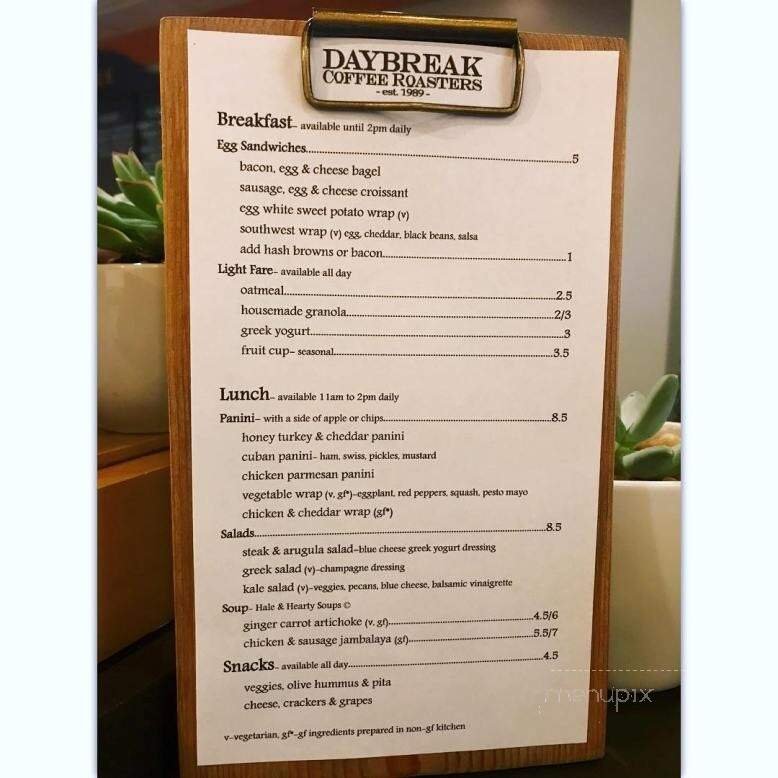 DAYBREAK
COFFEE ROASTERS
- est. 1989 -
Breakfast- available until 2pm daily
Egg Sandwiches.....5
bacon, egg & cheese bagel
sausage, egg & cheese croissant
egg white sweet potato wrap (v)
southwest wrap (v) egg, cheddar, black beans, salsa
add hash browns or bacon.....1
Light Fare- available all day
oatmeal.....2.5
housemade granola.....2/3
greek yogurt.....3
fruit cup- seasonal.....3.5
Lunch- available 11am to 2pm daily
Panini- with a side of apple or chips.....8.5
honey turkey & cheddar panini
cuban panini- ham, swiss, pickles, mustard
chicken parmesan panini
vegetable wrap (v, gf*)-eggplant, red peppers, squash, pesto mayo
chicken & cheddar wrap (gf*)
Salads.....8.5
steak & arugula salad-blue cheese greek yogurt dressing
greek salad (v)-champagne dressing
kale salad (v)-veggies, pecans, blue cheese, balsamic vinaigrette
Soup- Hale & Hearty Soups ©
ginger carrot artichoke (v, gf).....4.5/6
chicken & sausage jambalaya (gf).....5.5/7
Snacks- available all day.....4.5
veggies, olive hummus & pita
cheese, crackers & grapes
v-vegetarian, gf*-gf ingredients prepared in non-gf kitchen
menupix